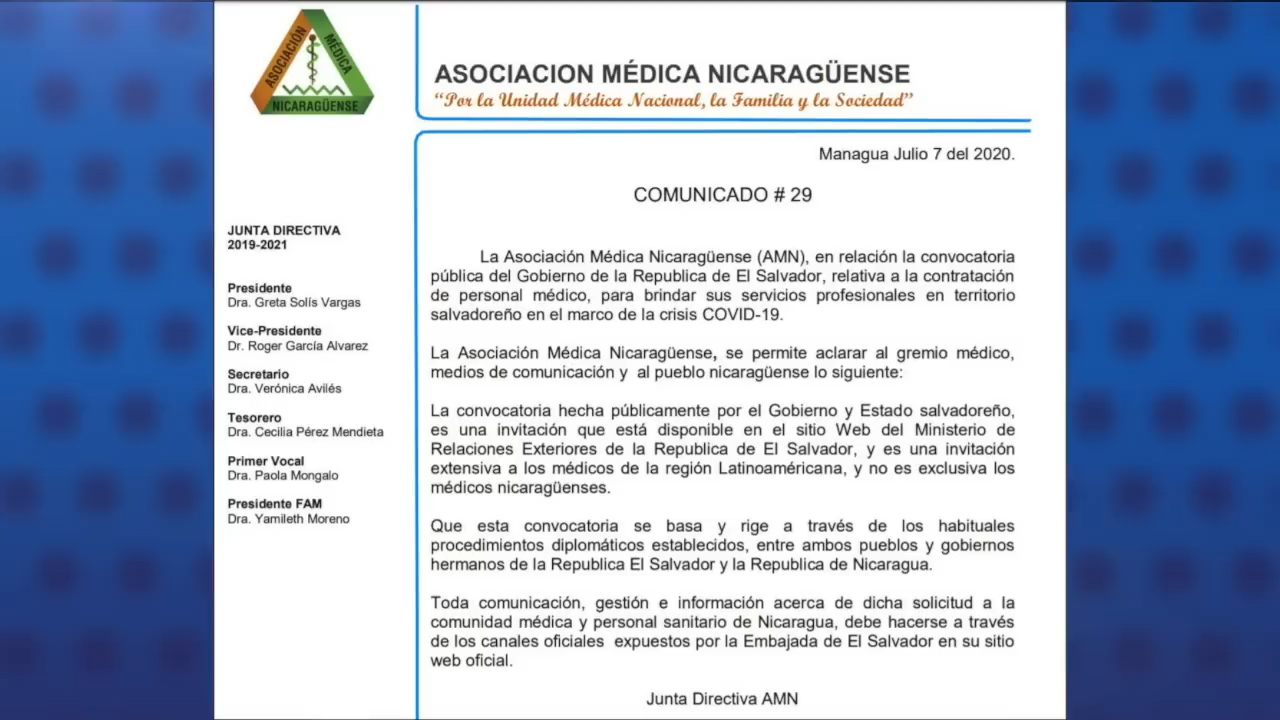 ASOCIACIÓN
MÉDICA
NICARAGÜENSE
ASOCIACION MÉDICA NICARAGÜENSE
“Por la Unidad Médica Nacional, la Familia y la Sociedad”
JUNTA DIRECTIVA
2019-2021
Presidente
Dra. Greta Solís Vargas
Vice-Presidente
Dr. Roger García Alvarez
Secretario
Dra. Verónica Avilés
Tesorero
Dra. Cecilia Pérez Mendieta
Primer Vocal
Dra. Paola Mongalo
Presidente FAM
Dra. Yamileth Moreno
Managua Julio 7 del 2020.
COMUNICADO # 29
La Asociación Médica Nicaragüense (AMN), en relación la convocatoria
pública del Gobierno de la Republica de El Salvador, relativa a la contratación
de personal médico, para brindar sus servicios profesionales en territorio
salvadoreño en el marco de la crisis COVID-19.
La Asociación Médica Nicaragüense, se permite aclarar al gremio médico,
medios de comunicación y al pueblo nicaragüense lo siguiente:
La convocatoria hecha públicamente por el Gobierno y Estado salvadoreño,
es una invitación que está disponible en el sitio Web del Ministerio de
Relaciones Exteriores de la Republica de El Salvador, y es una invitación
extensiva a los médicos de la región Latinoaméricana, y no es exclusiva los
médicos nicaragüenses.
Que esta convocatoria se basa y rige a través de los habituales
procedimientos diplomáticos establecidos, entre ambos pueblos y gobiernos
hermanos de la Republica El Salvador y la Republica de Nicaragua.
Toda comunicación, gestión e información acerca de dicha solicitud a la
comunidad médica y personal sanitario de Nicaragua, debe hacerse a través
de los canales oficiales expuestos por la Embajada de El Salvador en su sitio
web oficial.
Junta Directiva AMN